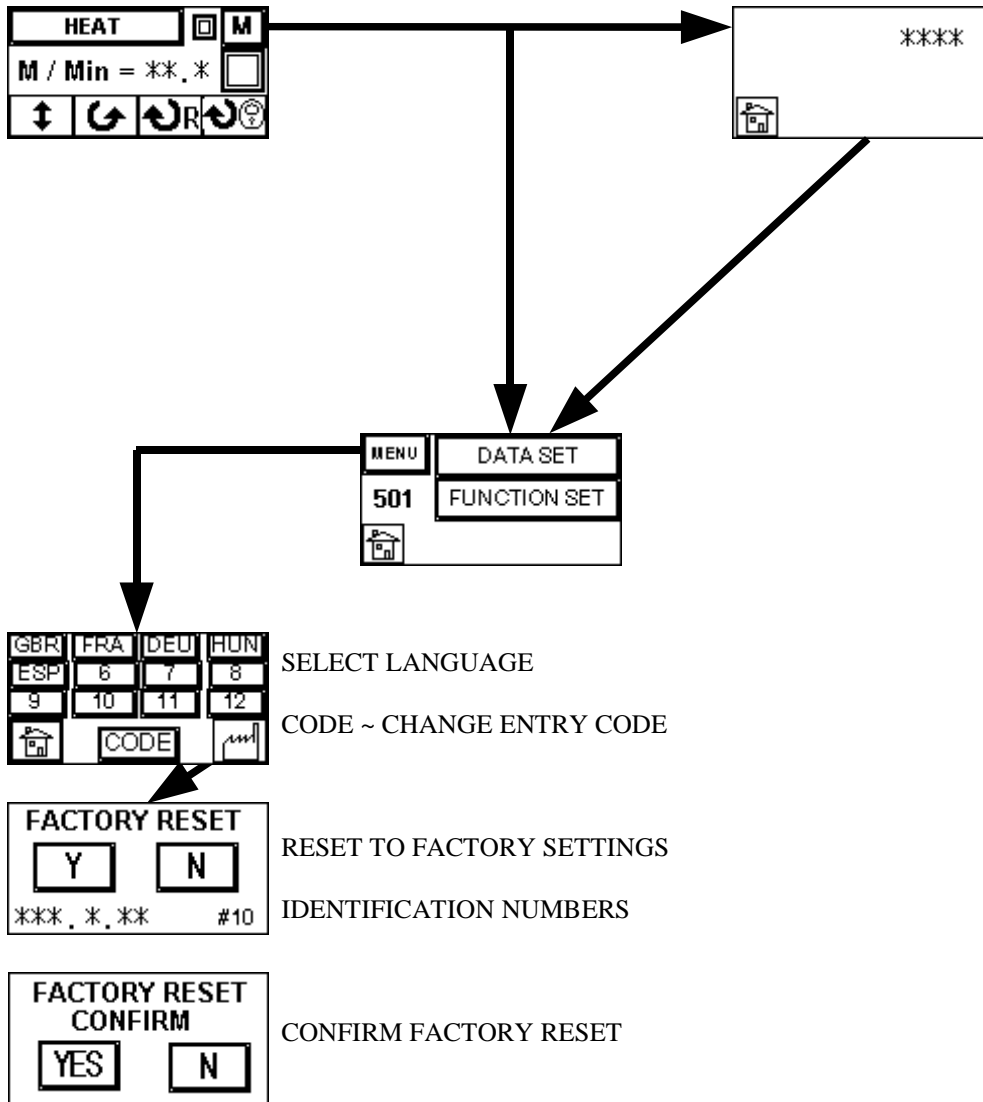 HEAT M
M / Min = **.*
R
****
MENU DATA SET
501 FUNCTION SET
GBR FRA DEU HUN
ESP 6 7 8
9 10 11 12
CODE
SELECT LANGUAGE
CODE ~ CHANGE ENTRY CODE
FACTORY RESET
Y N
***.*.** #10
RESET TO FACTORY SETTINGS
IDENTIFICATION NUMBERS
FACTORY RESET
CONFIRM
YES N
CONFIRM FACTORY RESET